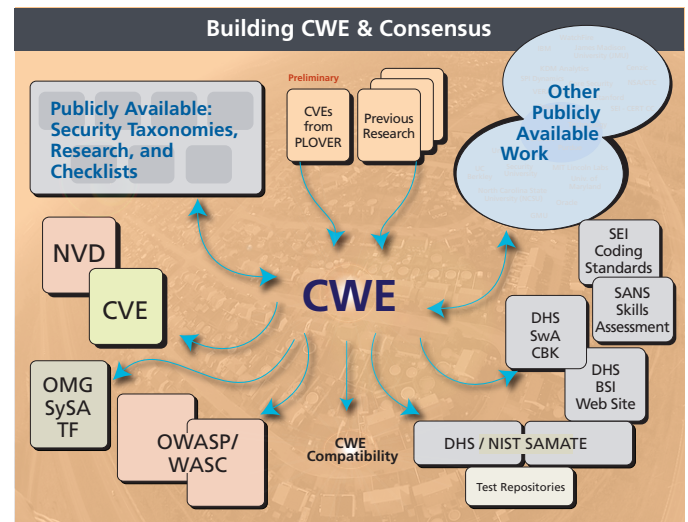 Building CWE & Consensus
Publicly Available:
Security Taxonomies,
Research, and
Checklists
Preliminary
CVEs
from
PLOVER
Previous
Research
Other
Publicly
Available
Work
NVD
CVE
CWE
SEI
Coding
Standards
SANS
Skills
Assessment
DHS
SwA
CBK
DHS
BSI
Web Site
OMG
SySA
TF
OWASP/
WASC
CWE
Compatibility
DHS / NIST SAMATE
Test Repositories